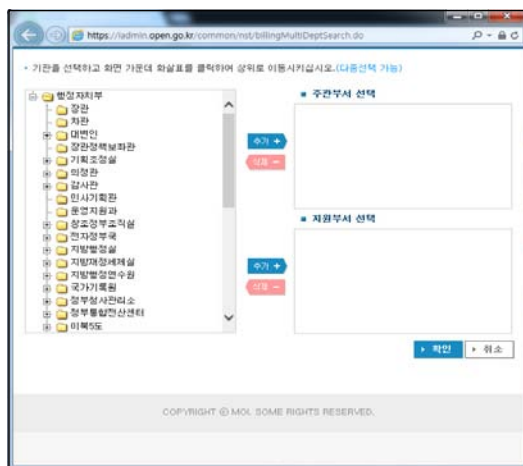 https://iadmin.open.go.kr/common/nst/billingMultiDeptSearch.do
• 기관을 선택하고 화면 가운데 화살표를 클릭하여 상위로 이동시키십시오.(다중선택 가능)
행정자치부
장관
차관
대변인
장관정책보좌관
기획조정실
의정관
감사관
인사기획관
운영지원과
창조정부조직실
전자정부국
지방행정실
지방재정세제실
지방행정연수원
국가기록원
정부청사관리소
정부통합전산센터
이북5도
추가 +
삭제 −
추가 +
삭제 −
■ 주관부서 선택
■ 지원부서 선택
확인
취소
COPYRIGHT ⓒ MOI. SOME RIGHTS RESERVED.